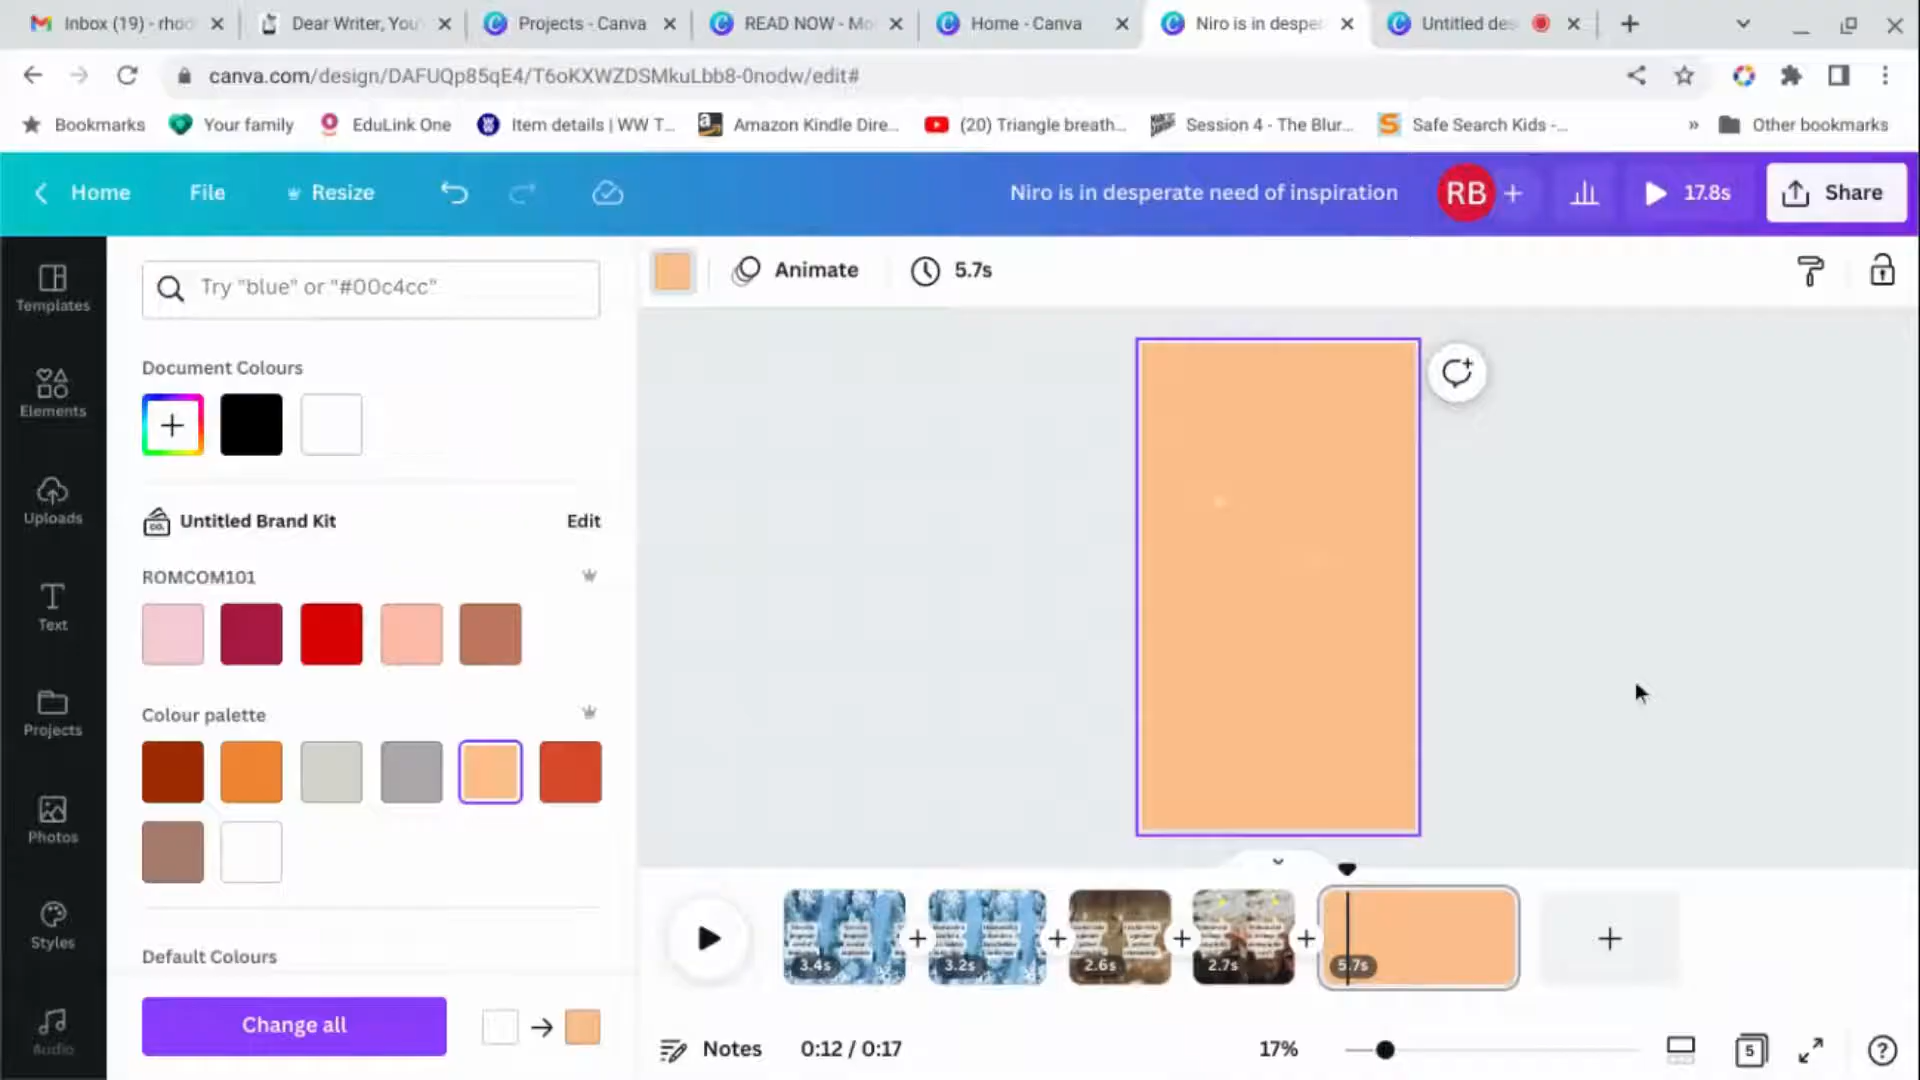 Inbox (19) - rhod
Dear Writer, You
Projects - Canva
READ NOW - Mo
Home - Canva
Niro is in despe
Untitled des
canva.com/design/DAFUQp85qE4/T6oKXWZDSMkuLbb8-0nodw/edit#
Bookmarks
Your family
EduLink One
Item details | WW T...
Amazon Kindle Dire...
(20) Triangle breath...
Session 4 - The Blur...
Safe Search Kids -...
»
Other bookmarks
Home
File
Resize
Niro is in desperate need of inspiration
RB
17.8s
Share
Templates
Elements
Uploads
Text
Projects
Photos
Styles
Audio
Try "blue" or "#00c4cc"
Document Colours
CO.
Untitled Brand Kit
Edit
ROMCOM101
Colour palette
Default Colours
Change all
Animate
5.7s
3.4s
3.2s
2.6s
2.7s
5.7s
Notes
0:12 / 0:17
17%
5